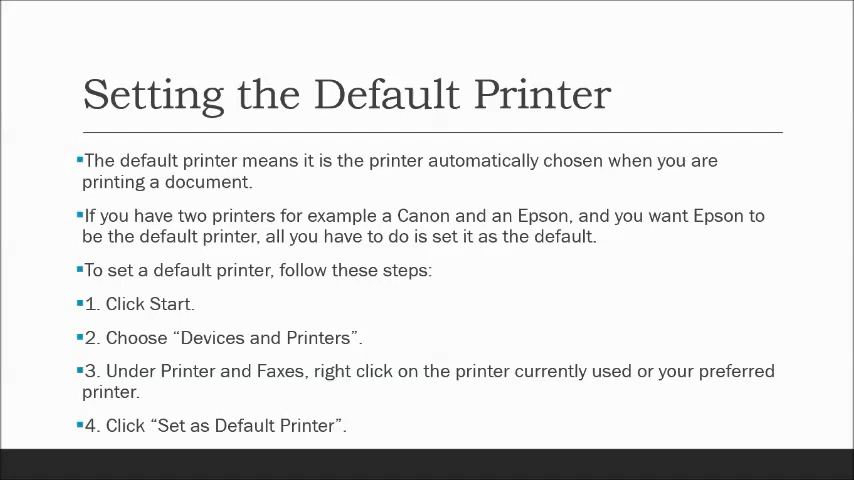 Setting the Default Printer
▪The default printer means it is the printer automatically chosen when you are
printing a document.
▪If you have two printers for example a Canon and an Epson, and you want Epson to
be the default printer, all you have to do is set it as the default.
▪To set a default printer, follow these steps:
▪1. Click Start.
▪2. Choose “Devices and Printers”.
▪3. Under Printer and Faxes, right click on the printer currently used or your preferred
printer.
▪4. Click “Set as Default Printer”.